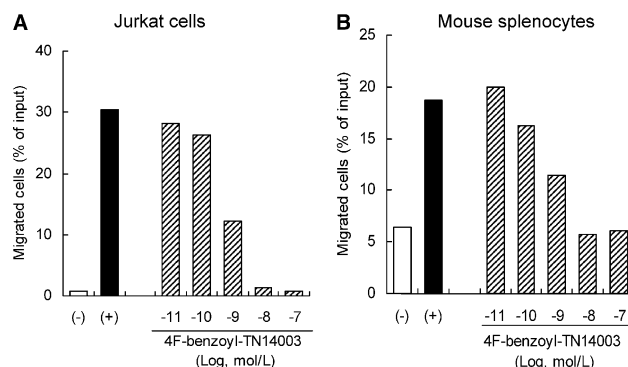 A
Jurkat cells
Migrated cells (% of input)
40
30
20
10
0
(-) (+) -11 -10 -9 -8 -7
4F-benzoyl-TN14003
(Log, mol/L)
B
Mouse splenocytes
Migrated cells (% of input)
25
20
15
10
5
0
(-) (+) -11 -10 -9 -8 -7
4F-benzoyl-TN14003
(Log, mol/L)